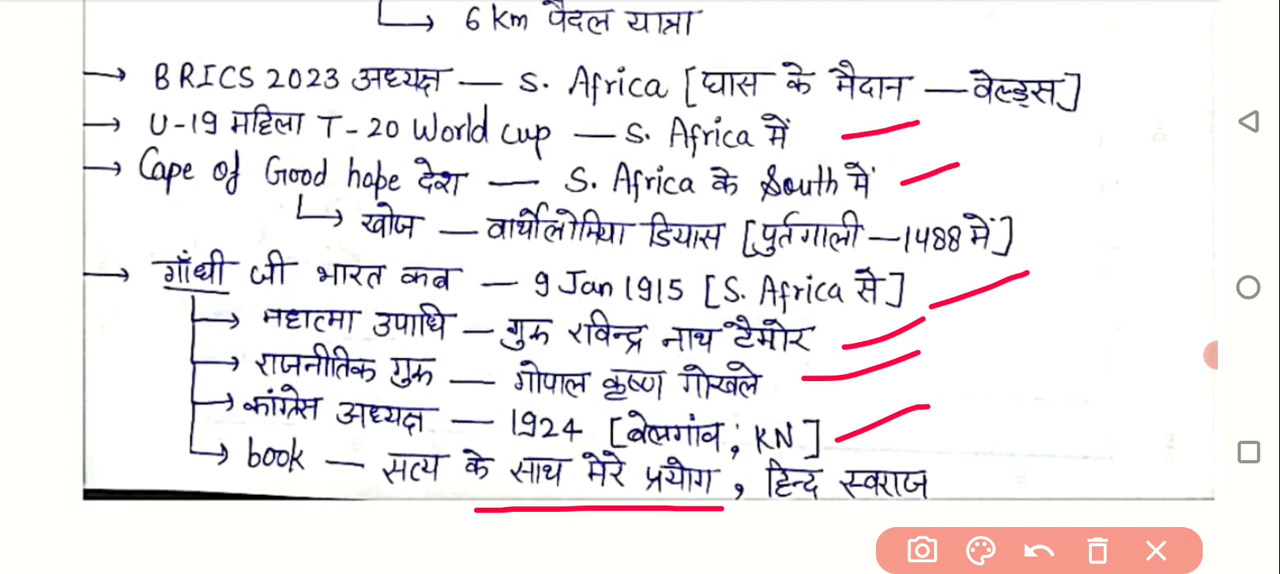 ↳ 6 km पैदल यात्रा
→ BRICS 2023 अध्यक्ष — S. Africa [घास के मैदान — वेल्ड्स]
→ U-19 महिला T-20 World cup — S. Africa में
→ Cape of Good hope देश — S. Africa के South में
↳ खोज — वार्थोलोमिया डियास [पुर्तगाली — 1488 में]
→ गाँधी जी भारत कब — 9 Jan 1915 [S. Africa से]
→ महात्मा उपाधि — गुरू रविन्द्र नाथ टैगोर
→ राजनीतिक गुरू — गोपाल कृष्ण गोखले
→ कांग्रेस अध्यक्ष — 1924 [बेलगांव; KN]
↳ book — सत्य के साथ मेरे प्रयोग, हिन्द स्वराज